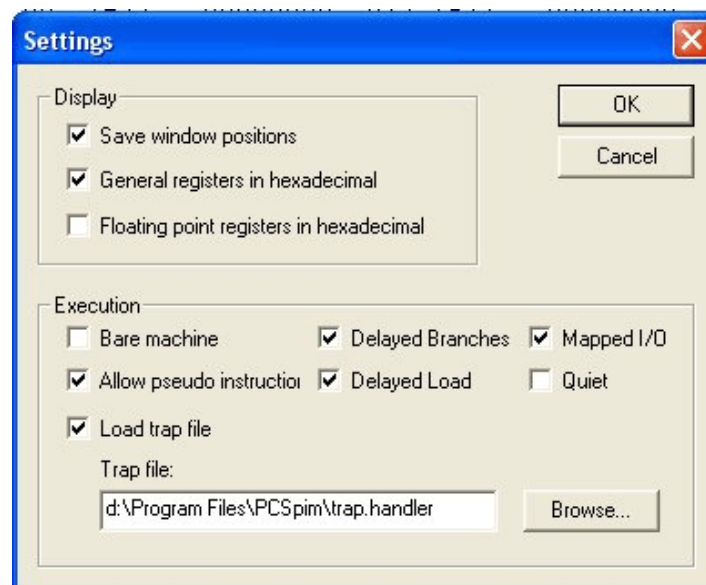 Settings
Display
OK
Save window positions
Cancel
General registers in hexadecimal
Floating point registers in hexadecimal
Execution
Bare machine Delayed Branches Mapped I/O
Allow pseudo instruction Delayed Load Quiet
Load trap file
Trap file:
d:\Program Files\PCSpim\trap.handler Browse...